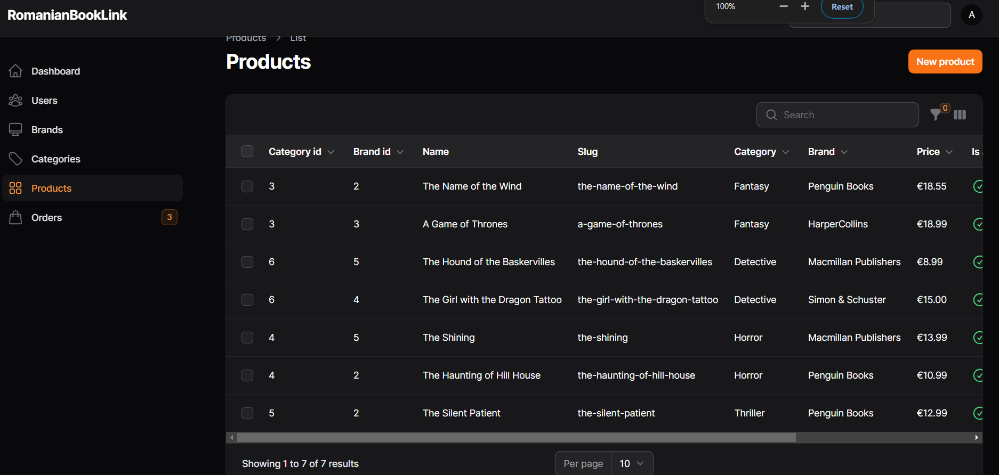 RomanianBookLink
100%
Reset
A
Products > List
Products
New product
Dashboard
Users
Brands
Categories
Products
Orders 3
Search
0
Category id Brand id Name Slug Category Brand Price Is
3 2 The Name of the Wind the-name-of-the-wind Fantasy Penguin Books €18.55
3 3 A Game of Thrones a-game-of-thrones Fantasy HarperCollins €18.99
6 5 The Hound of the Baskervilles the-hound-of-the-baskervilles Detective Macmillan Publishers €8.99
6 4 The Girl with the Dragon Tattoo the-girl-with-the-dragon-tattoo Detective Simon & Schuster €15.00
4 5 The Shining the-shining Horror Macmillan Publishers €13.99
4 2 The Haunting of Hill House the-haunting-of-hill-house Horror Penguin Books €10.99
5 2 The Silent Patient the-silent-patient Thriller Penguin Books €12.99
Showing 1 to 7 of 7 results
Per page 10